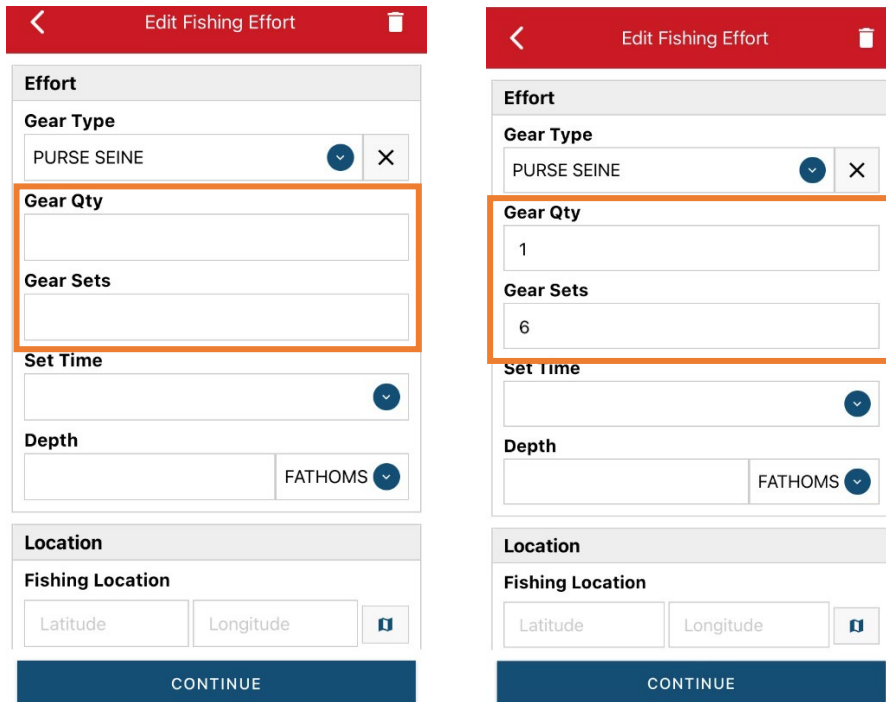 Edit Fishing Effort
Effort
Gear Type
PURSE SEINE
Gear Qty
Gear Sets
Set Time
Depth
FATHOMS
Location
Fishing Location
Latitude Longitude
CONTINUE
Edit Fishing Effort
Effort
Gear Type
PURSE SEINE
Gear Qty
1
Gear Sets
6
Set Time
Depth
FATHOMS
Location
Fishing Location
Latitude Longitude
CONTINUE